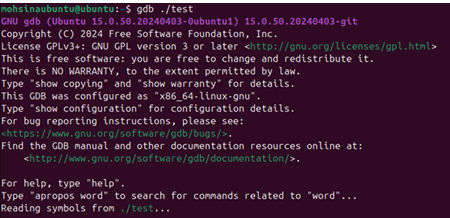 mohsinaubuntu@ubuntu:~$ gdb ./test
GNU gdb (Ubuntu 15.0.50.20240403-0ubuntu1) 15.0.50.20240403-git
Copyright (C) 2024 Free Software Foundation, Inc.
License GPLv3+: GNU GPL version 3 or later <http://gnu.org/licenses/gpl.html>
This is free software: you are free to change and redistribute it.
There is NO WARRANTY, to the extent permitted by law.
Type "show copying" and "show warranty" for details.
This GDB was configured as "x86_64-linux-gnu".
Type "show configuration" for configuration details.
For bug reporting instructions, please see:
<https://www.gnu.org/software/gdb/bugs/>.
Find the GDB manual and other documentation resources online at:
<http://www.gnu.org/software/gdb/documentation/>.
For help, type "help".
Type "apropos word" to search for commands related to "word"...
Reading symbols from ./test...